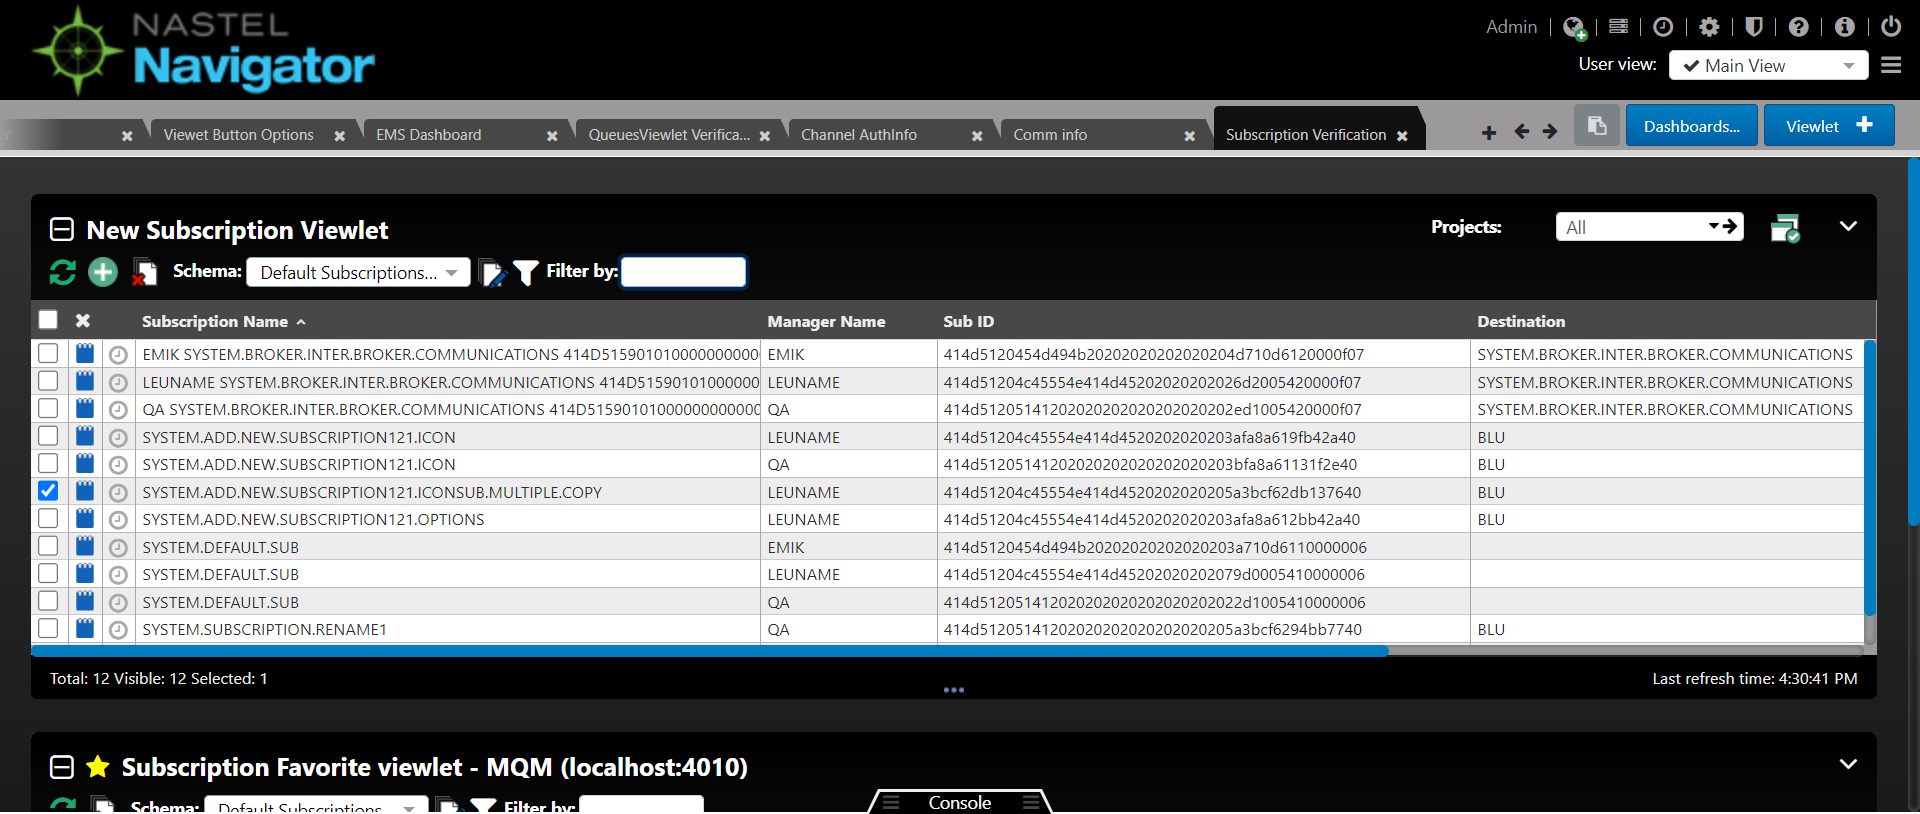 NASTEL
Navigator
Admin
User view: Main View
r
Viewet Button Options
EMS Dashboard
QueuesViewlet Verifica...
Channel AuthInfo
Comm info
Subscription Verification
Dashboards...
Viewlet
New Subscription Viewlet
Projects: All
Schema: Default Subscriptions... Filter by:
Subscription Name Manager Name Sub ID Destination
EMIK SYSTEM.BROKER.INTER.BROKER.COMMUNICATIONS 414D51590101000000000 EMIK 414d5120454d494b20202020202020204d710d6120000f07 SYSTEM.BROKER.INTER.BROKER.COMMUNICATIONS
LEUNAME SYSTEM.BROKER.INTER.BROKER.COMMUNICATIONS 414D51590101000000 LEUNAME 414d51204c45554e414d45202020202026d2005420000f07 SYSTEM.BROKER.INTER.BROKER.COMMUNICATIONS
QA SYSTEM.BROKER.INTER.BROKER.COMMUNICATIONS 414D51590101000000000000 QA 414d512051412020202020202020202020202ed1005420000f07 SYSTEM.BROKER.INTER.BROKER.COMMUNICATIONS
SYSTEM.ADD.NEW.SUBSCRIPTION121.ICON LEUNAME 414d51204c45554e414d4520202020203afa8a619fb42a40 BLU
SYSTEM.ADD.NEW.SUBSCRIPTION121.ICON QA 414d5120514120202020202020202020203bfa8a61131f2e40 BLU
SYSTEM.ADD.NEW.SUBSCRIPTION121.ICONSUB.MULTIPLE.COPY LEUNAME 414d51204c45554e414d4520202020205a3bcf62db137640 BLU
SYSTEM.ADD.NEW.SUBSCRIPTION121.OPTIONS LEUNAME 414d51204c45554e414d4520202020203afa8a612bb42a40 BLU
SYSTEM.DEFAULT.SUB EMIK 414d5120454d494b20202020202020203a710d6110000006
SYSTEM.DEFAULT.SUB LEUNAME 414d51204c45554e414d45202020202079d0005410000006
SYSTEM.DEFAULT.SUB QA 414d51205141202020202020202020202022d1005410000006
SYSTEM.SUBSCRIPTION.RENAME1 QA 414d5120514120202020202020202020205a3bcf6294bb7740 BLU
Total: 12 Visible: 12 Selected: 1
Last refresh time: 4:30:41 PM
Subscription Favorite viewlet - MQM (localhost:4010)
Schema: Default Subscriptions... Filter by:
Console